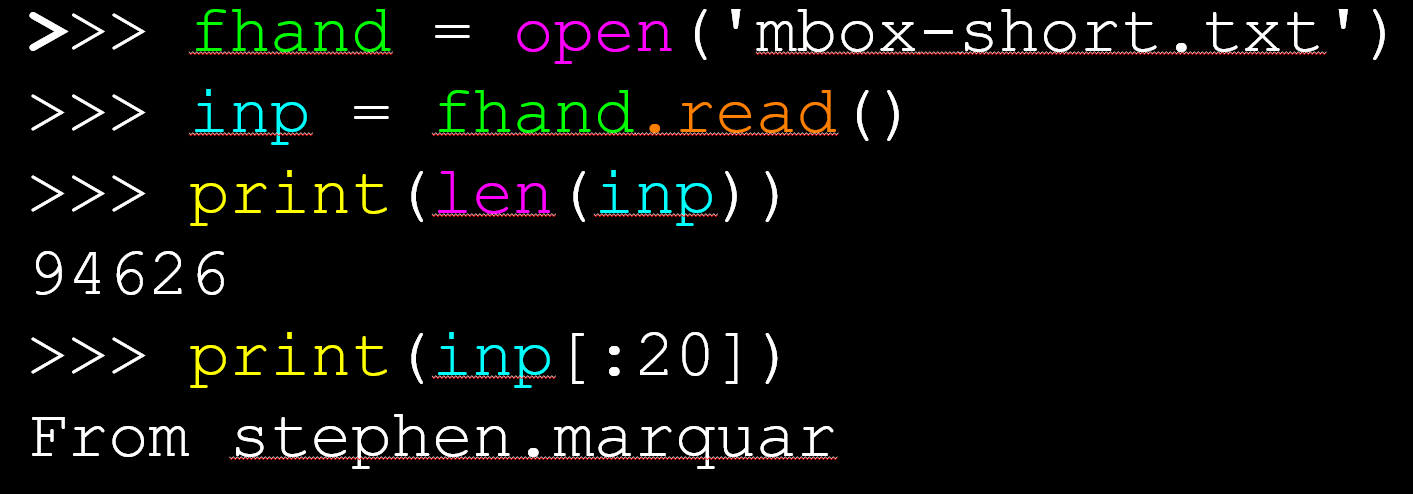 >>> fhand = open('mbox-short.txt')
>>> inp = fhand.read()
>>> print(len(inp))
94626
>>> print(inp[:20])
From stephen.marquar